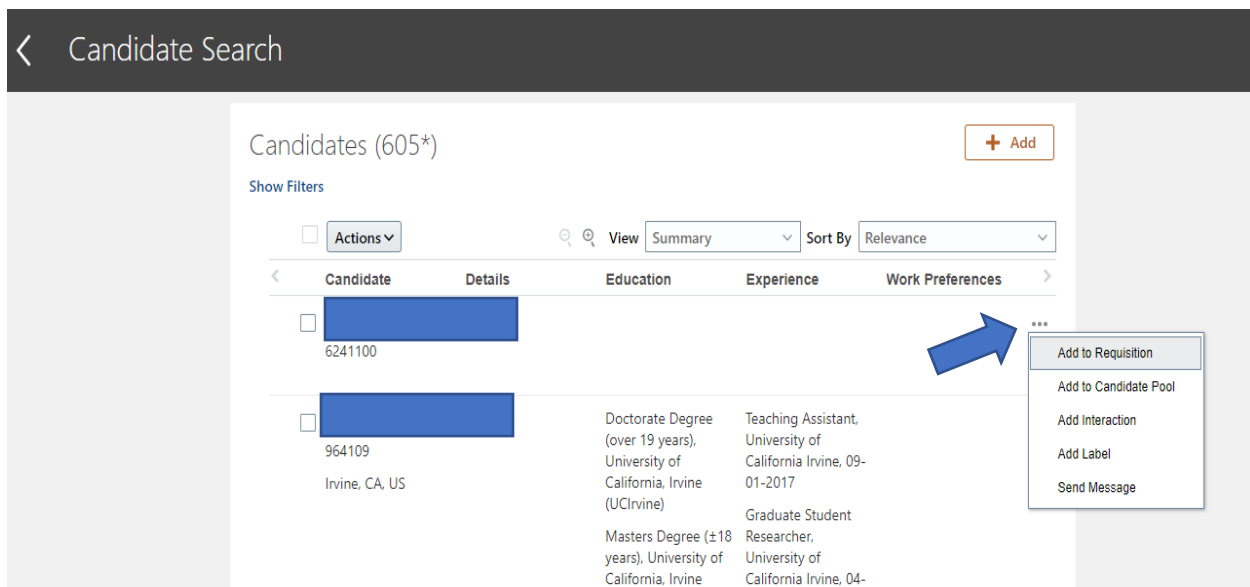 Candidate Search
Candidates (605*)
+ Add
Show Filters
Actions
View Summary Sort By Relevance
Candidate Details Education Experience Work Preferences
6241100
Add to Requisition
Add to Candidate Pool
Add Interaction
Add Label
Send Message
964109
Irvine, CA, US
Doctorate Degree
(over 19 years),
University of
California, Irvine
(UCIrvine)
Masters Degree (±18
years), University of
California, Irvine
Teaching Assistant,
University of
California Irvine, 09-
01-2017
Graduate Student
Researcher,
University of
California Irvine, 04-